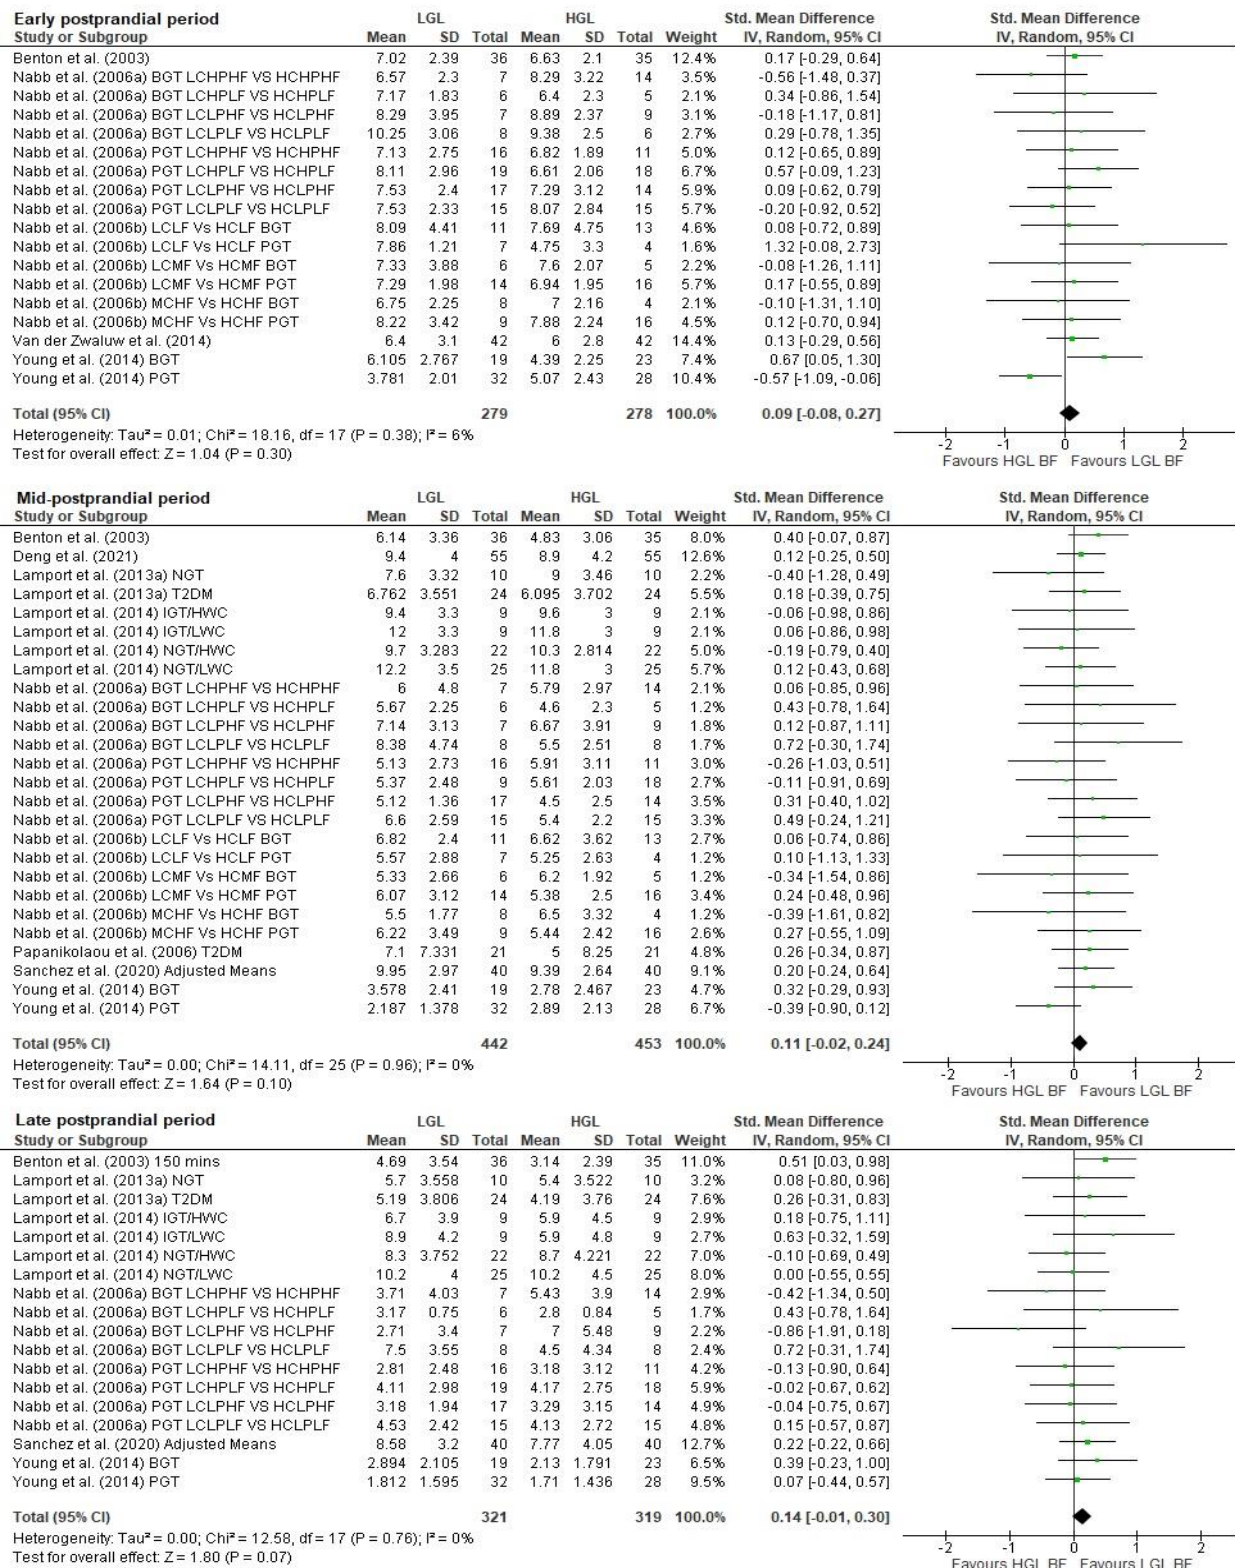 Early postprandial period LGL HGL Std. Mean Difference Std. Mean Difference
Study or Subgroup Mean SD Total Mean SD Total Weight IV, Random, 95% CI IV, Random, 95% CI
Benton et al. (2003) 7.02 2.39 36 6.63 2.1 35 12.4% 0.17 [-0.29, 0.64]
Nabb et al. (2006a) BGT LCHPHF VS HCHPHF 6.57 2.3 7 8.29 3.22 14 3.5% -0.56 [-1.48, 0.37]
Nabb et al. (2006a) BGT LCHPLF VS HCHPLF 7.17 1.83 6 6.4 2.3 5 2.1% 0.34 [-0.86, 1.54]
Nabb et al. (2006a) BGT LCLPHF VS HCLPHF 8.29 3.95 7 8.89 2.37 9 3.1% -0.18 [-1.17, 0.81]
Nabb et al. (2006a) BGT LCLPLF VS HCLPLF 10.25 3.06 8 9.38 2.5 6 2.7% 0.29 [-0.78, 1.35]
Nabb et al. (2006a) PGT LCHPHF VS HCHPHF 7.13 2.75 16 6.82 1.89 11 5.0% 0.12 [-0.65, 0.89]
Nabb et al. (2006a) PGT LCHPLF VS HCHPLF 8.11 2.96 19 6.61 2.06 18 6.7% 0.57 [-0.09, 1.23]
Nabb et al. (2006a) PGT LCLPHF VS HCLPHF 7.53 2.4 17 7.29 3.12 14 5.9% 0.09 [-0.62, 0.79]
Nabb et al. (2006a) PGT LCLPLF VS HCLPLF 7.53 2.33 15 8.07 2.84 15 5.7% -0.20 [-0.92, 0.52]
Nabb et al. (2006b) LCLF Vs HCLF BGT 8.09 4.41 11 7.69 4.75 13 4.6% 0.08 [-0.72, 0.89]
Nabb et al. (2006b) LCLF Vs HCLF PGT 7.86 1.21 7 4.75 3.3 4 1.6% 1.32 [-0.08, 2.73]
Nabb et al. (2006b) LCMF Vs HCMF BGT 7.33 3.88 6 7.6 2.07 5 2.2% -0.08 [-1.26, 1.11]
Nabb et al. (2006b) LCMF Vs HCMF PGT 7.29 1.98 14 6.94 1.95 16 5.7% 0.17 [-0.55, 0.89]
Nabb et al. (2006b) MCHF Vs HCHF BGT 6.75 2.25 8 7 2.16 4 2.1% -0.10 [-1.31, 1.10]
Nabb et al. (2006b) MCHF Vs HCHF PGT 8.22 3.42 9 7.88 2.24 16 4.5% 0.12 [-0.70, 0.94]
Van der Zwaluw et al. (2014) 6.4 3.1 42 6 2.8 42 14.4% 0.13 [-0.29, 0.56]
Young et al. (2014) BGT 6.105 2.767 19 4.39 2.25 23 7.4% 0.67 [0.05, 1.30]
Young et al. (2014) PGT 3.781 2.01 32 5.07 2.43 28 10.4% -0.57 [-1.09, -0.06]
Total (95% CI) 279 278 100.0% 0.09 [-0.08, 0.27]
Heterogeneity: Tau² = 0.01; Chi² = 18.16, df = 17 (P = 0.38); I² = 6%
Test for overall effect: Z = 1.04 (P = 0.30)
-2 -1 0 1 2
Favours HGL BF Favours LGL BF
Mid-postprandial period LGL HGL Std. Mean Difference Std. Mean Difference
Study or Subgroup Mean SD Total Mean SD Total Weight IV, Random, 95% CI IV, Random, 95% CI
Benton et al. (2003) 6.14 3.36 36 4.83 3.06 35 8.0% 0.40 [-0.07, 0.87]
Deng et al. (2021) 9.4 4 55 8.9 4.2 55 12.6% 0.12 [-0.25, 0.50]
Lamport et al. (2013a) NGT 7.6 3.32 10 9 3.46 10 2.2% -0.40 [-1.28, 0.49]
Lamport et al. (2013a) T2DM 6.762 3.551 24 6.095 3.702 24 5.5% 0.18 [-0.39, 0.75]
Lamport et al. (2014) IGT/HWC 9.4 3.3 9 9.6 3 9 2.1% -0.06 [-0.98, 0.86]
Lamport et al. (2014) IGT/LWC 12 3.3 9 11.8 3 9 2.1% 0.06 [-0.86, 0.98]
Lamport et al. (2014) NGT/HWC 9.7 3.283 22 10.3 2.814 22 5.0% -0.19 [-0.79, 0.40]
Lamport et al. (2014) NGT/LWC 12.2 3.5 25 11.8 3 25 5.7% 0.12 [-0.43, 0.68]
Nabb et al. (2006a) BGT LCHPHF VS HCHPHF 6 4.8 7 5.79 2.97 14 2.1% 0.06 [-0.85, 0.96]
Nabb et al. (2006a) BGT LCHPLF VS HCHPLF 5.67 2.25 6 4.6 2.3 5 1.2% 0.43 [-0.78, 1.64]
Nabb et al. (2006a) BGT LCLPHF VS HCLPHF 7.14 3.13 7 6.67 3.91 9 1.8% 0.12 [-0.87, 1.11]
Nabb et al. (2006a) BGT LCLPLF VS HCLPLF 8.38 4.74 8 5.5 2.51 8 1.7% 0.72 [-0.30, 1.74]
Nabb et al. (2006a) PGT LCHPHF VS HCHPHF 5.13 2.73 16 5.91 3.11 11 3.0% -0.26 [-1.03, 0.51]
Nabb et al. (2006a) PGT LCHPLF VS HCHPLF 5.37 2.48 9 5.61 2.03 18 2.7% -0.11 [-0.91, 0.69]
Nabb et al. (2006a) PGT LCLPHF VS HCLPHF 5.12 1.36 17 4.5 2.5 14 3.5% 0.31 [-0.40, 1.02]
Nabb et al. (2006a) PGT LCLPLF VS HCLPLF 6.6 2.59 15 5.4 2.2 15 3.3% 0.49 [-0.24, 1.21]
Nabb et al. (2006b) LCLF Vs HCLF BGT 6.82 2.4 11 6.62 3.62 13 2.7% 0.06 [-0.74, 0.86]
Nabb et al. (2006b) LCLF Vs HCLF PGT 5.57 2.88 7 5.25 2.63 4 1.2% 0.10 [-1.13, 1.33]
Nabb et al. (2006b) LCMF Vs HCMF BGT 5.33 2.66 6 6.2 1.92 5 1.2% -0.34 [-1.54, 0.86]
Nabb et al. (2006b) LCMF Vs HCMF PGT 6.07 3.12 14 5.38 2.5 16 3.4% 0.24 [-0.48, 0.96]
Nabb et al. (2006b) MCHF Vs HCHF BGT 5.5 1.77 8 6.5 3.32 4 1.2% -0.39 [-1.61, 0.82]
Nabb et al. (2006b) MCHF Vs HCHF PGT 6.22 3.49 9 5.44 2.42 16 2.6% 0.27 [-0.55, 1.09]
Papanikolaou et al. (2006) T2DM 7.1 7.331 21 5 8.25 21 4.8% 0.26 [-0.34, 0.87]
Sanchez et al. (2020) Adjusted Means 9.95 2.97 40 9.39 2.64 40 9.1% 0.20 [-0.24, 0.64]
Young et al. (2014) BGT 3.578 2.41 19 2.78 2.467 23 4.7% 0.32 [-0.29, 0.93]
Young et al. (2014) PGT 2.187 1.378 32 2.89 2.13 28 6.7% -0.39 [-0.90, 0.12]
Total (95% CI) 442 453 100.0% 0.11 [-0.02, 0.24]
Heterogeneity: Tau² = 0.00; Chi² = 14.11, df = 25 (P = 0.96); I² = 0%
Test for overall effect: Z = 1.64 (P = 0.10)
-2 -1 0 1 2
Favours HGL BF Favours LGL BF
Late postprandial period LGL HGL Std. Mean Difference Std. Mean Difference
Study or Subgroup Mean SD Total Mean SD Total Weight IV, Random, 95% CI IV, Random, 95% CI
Benton et al. (2003) 150 mins 4.69 3.54 36 3.14 2.39 35 11.0% 0.51 [0.03, 0.98]
Lamport et al. (2013a) NGT 5.7 3.558 10 5.4 3.522 10 3.2% 0.08 [-0.80, 0.96]
Lamport et al. (2013a) T2DM 5.19 3.806 24 4.19 3.76 24 7.6% 0.26 [-0.31, 0.83]
Lamport et al. (2014) IGT/HWC 6.7 3.9 9 5.9 4.5 9 2.9% 0.18 [-0.75, 1.11]
Lamport et al. (2014) IGT/LWC 8.9 4.2 9 5.9 4.8 9 2.7% 0.63 [-0.32, 1.59]
Lamport et al. (2014) NGT/HWC 8.3 3.752 22 8.7 4.221 22 7.0% -0.10 [-0.69, 0.49]
Lamport et al. (2014) NGT/LWC 10.2 4 25 10.2 4.5 25 8.0% 0.00 [-0.55, 0.55]
Nabb et al. (2006a) BGT LCHPHF VS HCHPHF 3.71 4.03 7 5.43 3.9 14 2.9% -0.42 [-1.34, 0.50]
Nabb et al. (2006a) BGT LCHPLF VS HCHPLF 3.17 0.75 6 2.8 0.84 5 1.7% 0.43 [-0.78, 1.64]
Nabb et al. (2006a) BGT LCLPHF VS HCLPHF 2.71 3.4 7 7 5.48 9 2.2% -0.86 [-1.91, 0.18]
Nabb et al. (2006a) BGT LCLPLF VS HCLPLF 7.5 3.55 8 4.5 4.34 8 2.4% 0.72 [-0.31, 1.74]
Nabb et al. (2006a) PGT LCHPHF VS HCHPHF 2.81 2.48 16 3.18 3.12 11 4.2% -0.13 [-0.90, 0.64]
Nabb et al. (2006a) PGT LCHPLF VS HCHPLF 4.11 2.98 19 4.17 2.75 18 5.9% -0.02 [-0.67, 0.62]
Nabb et al. (2006a) PGT LCLPHF VS HCLPHF 3.18 1.94 17 3.29 3.15 14 4.9% -0.04 [-0.75, 0.67]
Nabb et al. (2006a) PGT LCLPLF VS HCLPLF 4.53 2.42 15 4.13 2.72 15 4.8% 0.15 [-0.57, 0.87]
Sanchez et al. (2020) Adjusted Means 8.58 3.2 40 7.77 4.05 40 12.7% 0.22 [-0.22, 0.66]
Young et al. (2014) BGT 2.894 2.105 19 2.13 1.791 23 6.5% 0.39 [-0.23, 1.00]
Young et al. (2014) PGT 1.812 1.595 32 1.71 1.436 28 9.5% 0.07 [-0.44, 0.57]
Total (95% CI) 321 319 100.0% 0.14 [-0.01, 0.30]
Heterogeneity: Tau² = 0.00; Chi² = 12.58, df = 17 (P = 0.76); I² = 0%
Test for overall effect: Z = 1.80 (P = 0.07)
-2 -1 0 1 2
Favours HGL BF Favours LGL BF